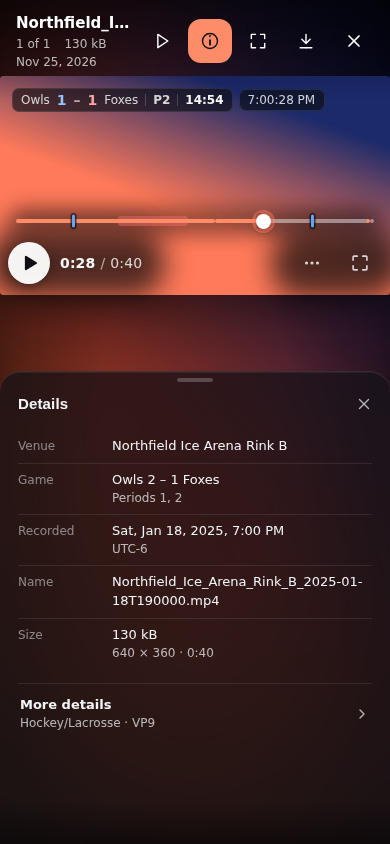 Northfield_I…
1 of 1 130 kB
Nov 25, 2026
Owls 1 – 1 Foxes P2 14:54 7:00:28 PM
0:28 / 0:40
Details
Venue Northfield Ice Arena Rink B
Game Owls 2 – 1 Foxes
Periods 1, 2
Recorded Sat, Jan 18, 2025, 7:00 PM
UTC-6
Name Northfield_Ice_Arena_Rink_B_2025-01-
18T190000.mp4
Size 130 kB
640 × 360 · 0:40
More details
Hockey/Lacrosse · VP9